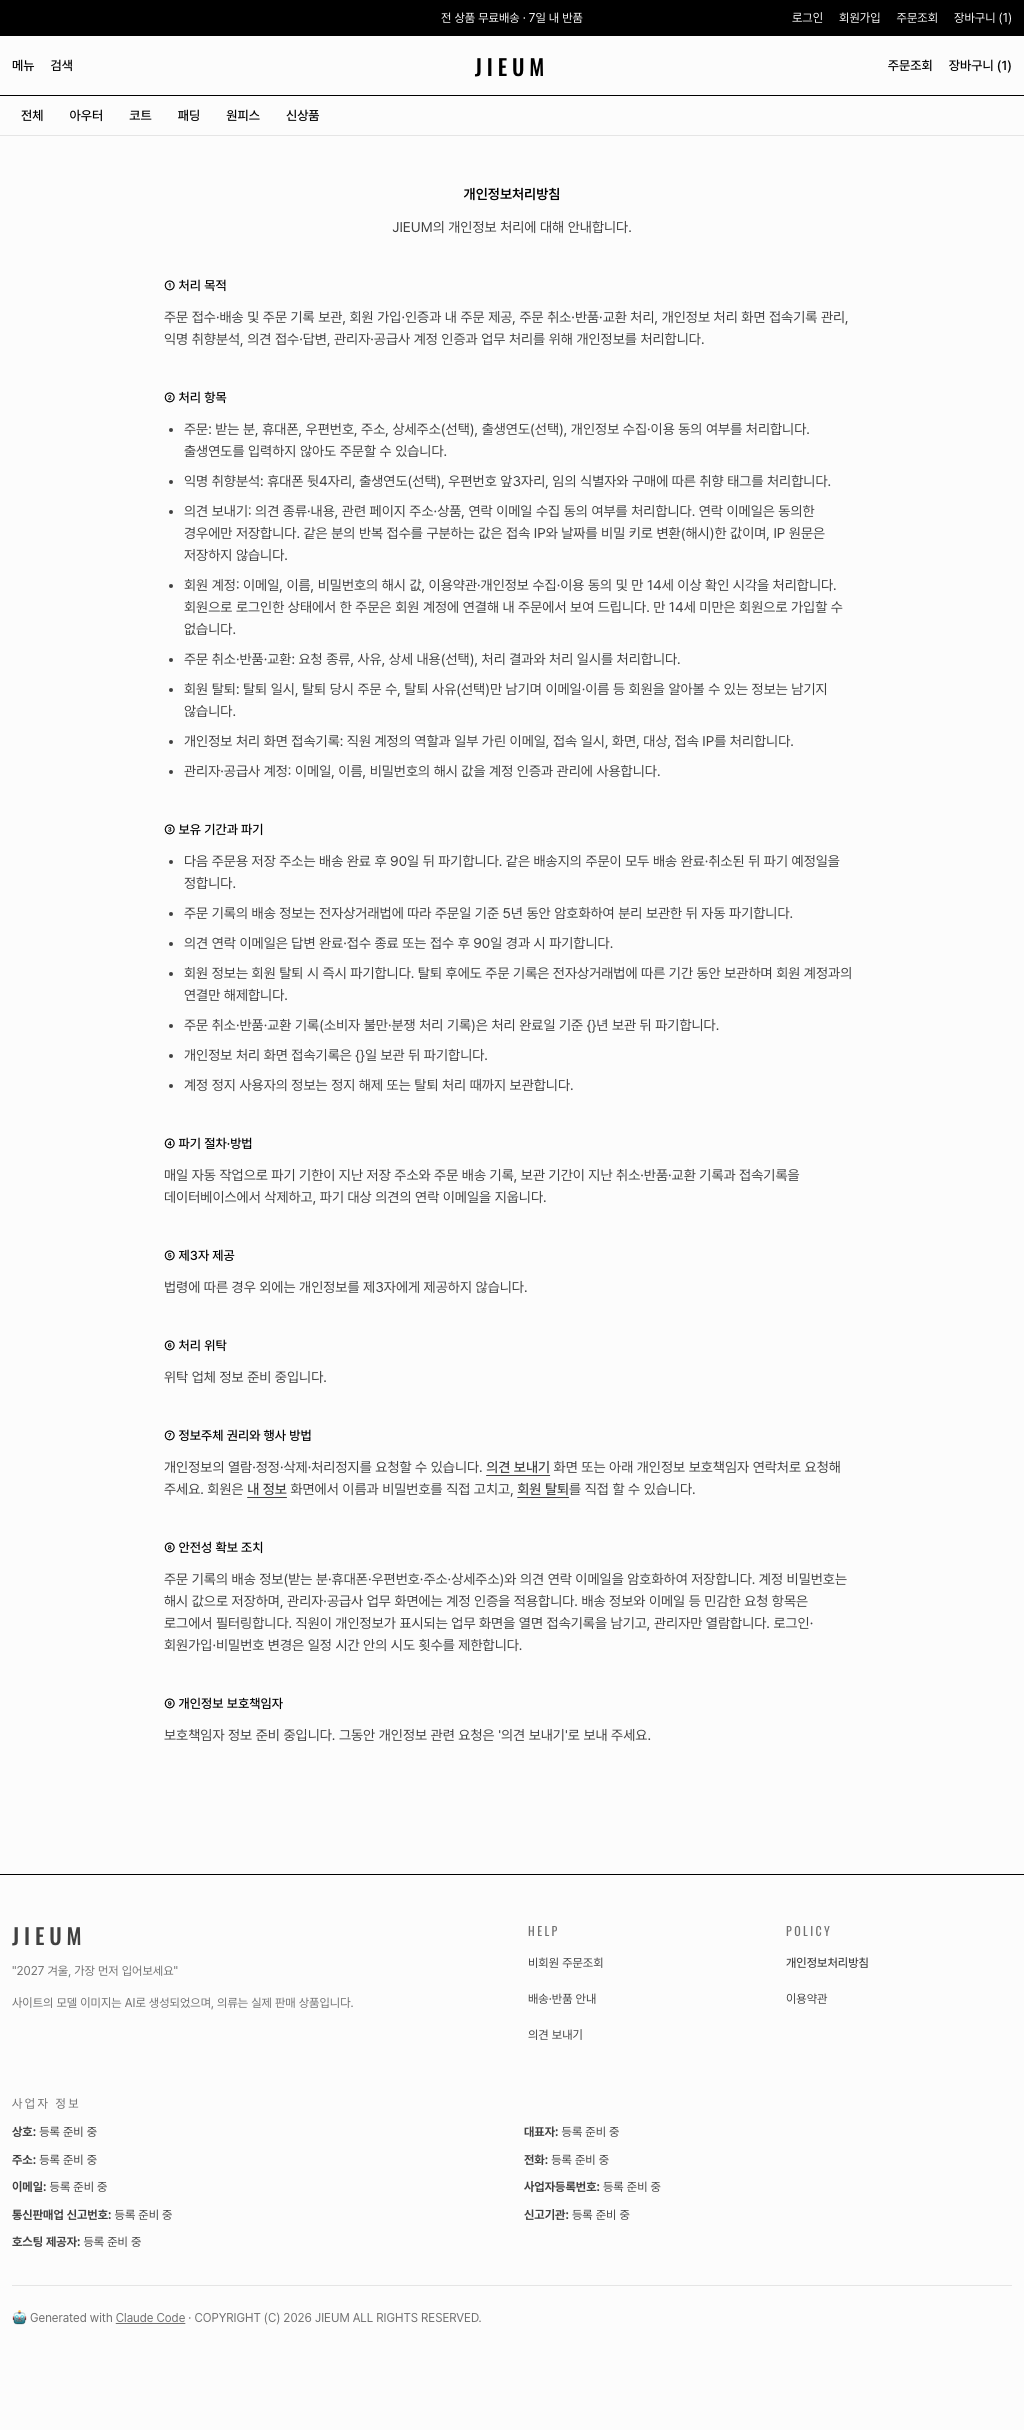 전 상품 무료배송 · 7일 내 반품
로그인 회원가입 주문조회 장바구니 (1)
메뉴 검색
JIEUM
주문조회 장바구니 (1)
전체 아우터 코트 패딩 원피스 신상품
개인정보처리방침
JIEUM의 개인정보 처리에 대해 안내합니다.
① 처리 목적
주문 접수·배송 및 주문 기록 보관, 회원 가입·인증과 내 주문 제공, 주문 취소·반품·교환 처리, 개인정보 처리 화면 접속기록 관리,
익명 취향분석, 의견 접수·답변, 관리자·공급사 계정 인증과 업무 처리를 위해 개인정보를 처리합니다.
② 처리 항목
• 주문: 받는 분, 휴대폰, 우편번호, 주소, 상세주소(선택), 출생연도(선택), 개인정보 수집·이용 동의 여부를 처리합니다.
출생연도를 입력하지 않아도 주문할 수 있습니다.
• 익명 취향분석: 휴대폰 뒷4자리, 출생연도(선택), 우편번호 앞3자리, 임의 식별자와 구매에 따른 취향 태그를 처리합니다.
• 의견 보내기: 의견 종류·내용, 관련 페이지 주소·상품, 연락 이메일 수집 동의 여부를 처리합니다. 연락 이메일은 동의한
경우에만 저장합니다. 같은 분의 반복 접수를 구분하는 값은 접속 IP와 날짜를 비밀 키로 변환(해시)한 값이며, IP 원문은
저장하지 않습니다.
• 회원 계정: 이메일, 이름, 비밀번호의 해시 값, 이용약관·개인정보 수집·이용 동의 및 만 14세 이상 확인 시각을 처리합니다.
회원으로 로그인한 상태에서 한 주문은 회원 계정에 연결해 내 주문에서 보여 드립니다. 만 14세 미만은 회원으로 가입할 수
없습니다.
• 주문 취소·반품·교환: 요청 종류, 사유, 상세 내용(선택), 처리 결과와 처리 일시를 처리합니다.
• 회원 탈퇴: 탈퇴 일시, 탈퇴 당시 주문 수, 탈퇴 사유(선택)만 남기며 이메일·이름 등 회원을 알아볼 수 있는 정보는 남기지
않습니다.
• 개인정보 처리 화면 접속기록: 직원 계정의 역할과 일부 가린 이메일, 접속 일시, 화면, 대상, 접속 IP를 처리합니다.
• 관리자·공급사 계정: 이메일, 이름, 비밀번호의 해시 값을 계정 인증과 관리에 사용합니다.
③ 보유 기간과 파기
• 다음 주문용 저장 주소는 배송 완료 후 90일 뒤 파기합니다. 같은 배송지의 주문이 모두 배송 완료·취소된 뒤 파기 예정일을
정합니다.
• 주문 기록의 배송 정보는 전자상거래법에 따라 주문일 기준 5년 동안 암호화하여 분리 보관한 뒤 자동 파기합니다.
• 의견 연락 이메일은 답변 완료·접수 종료 또는 접수 후 90일 경과 시 파기합니다.
• 회원 정보는 회원 탈퇴 시 즉시 파기합니다. 탈퇴 후에도 주문 기록은 전자상거래법에 따른 기간 동안 보관하며 회원 계정과의
연결만 해제합니다.
• 주문 취소·반품·교환 기록(소비자 불만·분쟁 처리 기록)은 처리 완료일 기준 {}년 보관 뒤 파기합니다.
• 개인정보 처리 화면 접속기록은 {}일 보관 뒤 파기합니다.
• 계정 정지 사용자의 정보는 정지 해제 또는 탈퇴 처리 때까지 보관합니다.
④ 파기 절차·방법
매일 자동 작업으로 파기 기한이 지난 저장 주소와 주문 배송 기록, 보관 기간이 지난 취소·반품·교환 기록과 접속기록을
데이터베이스에서 삭제하고, 파기 대상 의견의 연락 이메일을 지웁니다.
⑤ 제3자 제공
법령에 따른 경우 외에는 개인정보를 제3자에게 제공하지 않습니다.
⑥ 처리 위탁
위탁 업체 정보 준비 중입니다.
⑦ 정보주체 권리와 행사 방법
개인정보의 열람·정정·삭제·처리정지를 요청할 수 있습니다. 의견 보내기 화면 또는 아래 개인정보 보호책임자 연락처로 요청해
주세요. 회원은 내 정보 화면에서 이름과 비밀번호를 직접 고치고, 회원 탈퇴를 직접 할 수 있습니다.
⑧ 안전성 확보 조치
주문 기록의 배송 정보(받는 분·휴대폰·우편번호·주소·상세주소)와 의견 연락 이메일을 암호화하여 저장합니다. 계정 비밀번호는
해시 값으로 저장하며, 관리자·공급사 업무 화면에는 계정 인증을 적용합니다. 배송 정보와 이메일 등 민감한 요청 항목은
로그에서 필터링합니다. 직원이 개인정보가 표시되는 업무 화면을 열면 접속기록을 남기고, 관리자만 열람합니다. 로그인·
회원가입·비밀번호 변경은 일정 시간 안의 시도 횟수를 제한합니다.
⑨ 개인정보 보호책임자
보호책임자 정보 준비 중입니다. 그동안 개인정보 관련 요청은 '의견 보내기'로 보내 주세요.
JIEUM
"2027 겨울, 가장 먼저 입어보세요"
사이트의 모델 이미지는 AI로 생성되었으며, 의류는 실제 판매 상품입니다.
HELP
비회원 주문조회
배송·반품 안내
의견 보내기
POLICY
개인정보처리방침
이용약관
사업자 정보
상호: 등록 준비 중
대표자: 등록 준비 중
주소: 등록 준비 중
전화: 등록 준비 중
이메일: 등록 준비 중
사업자등록번호: 등록 준비 중
통신판매업 신고번호: 등록 준비 중
신고기관: 등록 준비 중
호스팅 제공자: 등록 준비 중
🤖 Generated with Claude Code · COPYRIGHT (C) 2026 JIEUM ALL RIGHTS RESERVED.